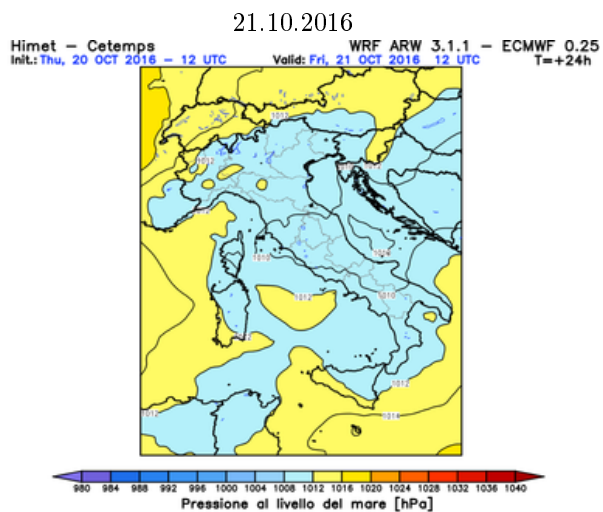 21.10.2016
Himet − Cetemps WRF ARW 3.1.1 − ECMWF 0.25
Init.: Thu, 20 OCT 2016 − 12 UTC Valid: Fri, 21 OCT 2016 12 UTC T=+24h
1012
1012
1012
1010
1012
1012
1014
1012
980 984 988 992 996 1000 1004 1008 1012 1016 1020 1024 1028 1032 1036 1040
Pressione al livello del mare [hPa]